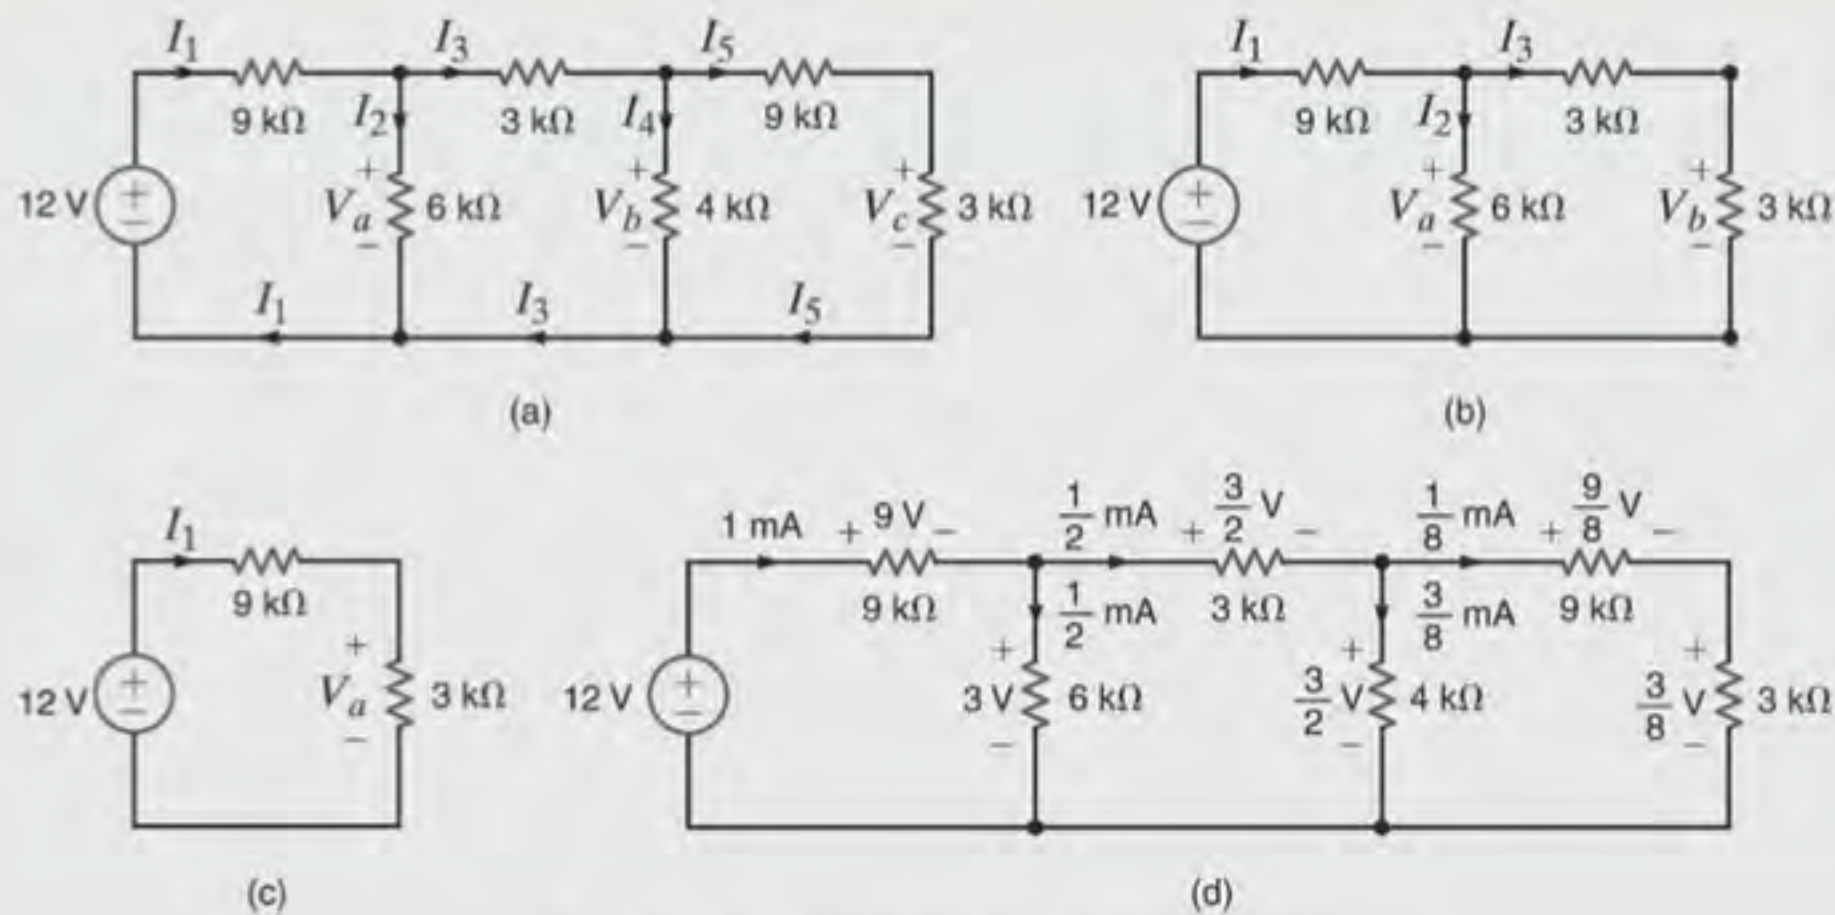 I1 I3 I5
9 kΩ I2 3 kΩ I4 9 kΩ
12 V + − + Va − 6 kΩ + Vb − 4 kΩ + Vc − 3 kΩ
I1 I3 I5
(a)
I1 I3
9 kΩ I2 3 kΩ
12 V + − + Va − 6 kΩ + Vb − 3 kΩ
(b)
I1
9 kΩ
12 V + − + Va − 3 kΩ
(c)
1 mA + 9 V − 1/2 mA + 3/2 V − 1/8 mA + 9/8 V −
9 kΩ 1/2 mA 3 kΩ 3/8 mA 9 kΩ
12 V + − + 3 V − 6 kΩ + 3/2 V − 4 kΩ + 3/8 V − 3 kΩ
(d)